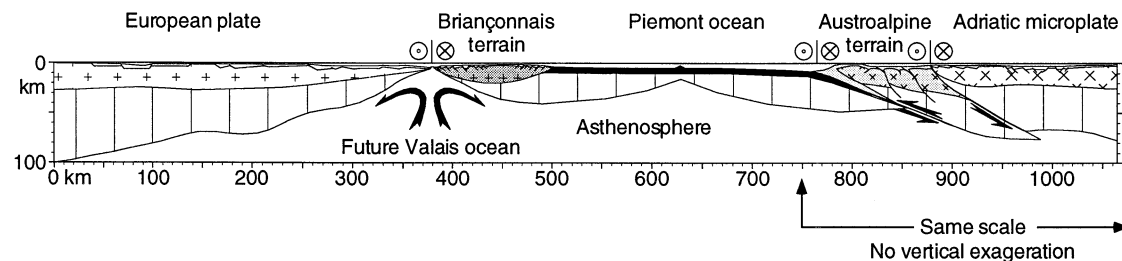 European plate
Briançonnais
terrain
Piemont ocean
Austroalpine
terrain
Adriatic microplate
0
km
100
Future Valais ocean
Asthenosphere
0 km 100 200 300 400 500 600 700 800 900 1000
Same scale
No vertical exageration